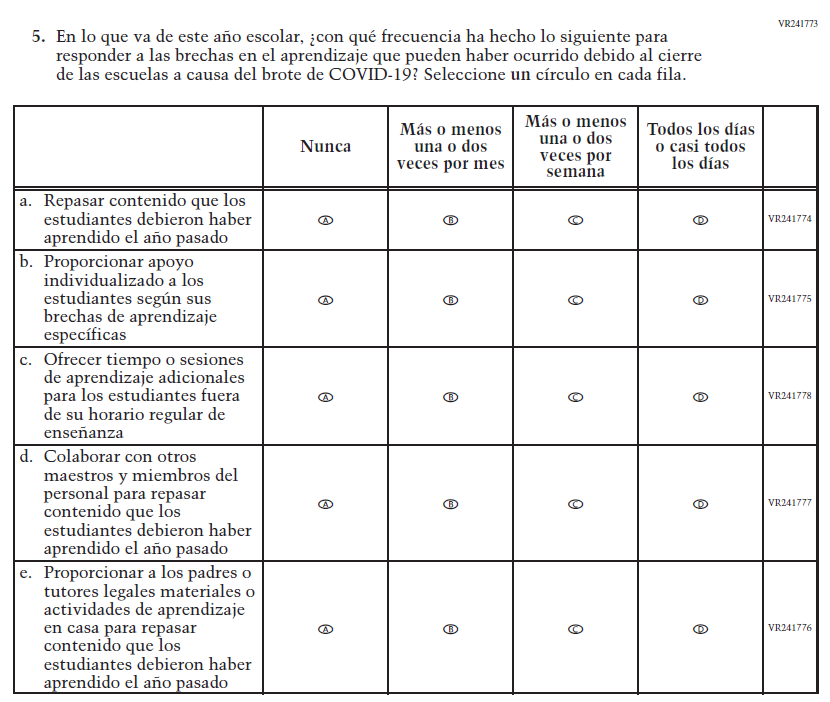 VR241773
5. En lo que va de este año escolar, ¿con qué frecuencia ha hecho lo siguiente para
responder a las brechas en el aprendizaje que pueden haber ocurrido debido al cierre
de las escuelas a causa del brote de COVID-19? Seleccione un círculo en cada fila.
Nunca
Más o menos
una o dos
veces por mes
Más o menos
una o dos
veces por
semana
Todos los días
o casi todos
los días
a. Repasar contenido que los
estudiantes debieron haber
aprendido el año pasado
A B C D VR241774
b. Proporcionar apoyo
individualizado a los
estudiantes según sus
brechas de aprendizaje
específicas
A B C D VR241775
c. Ofrecer tiempo o sesiones
de aprendizaje adicionales
para los estudiantes fuera
de su horario regular de
enseñanza
A B C D VR241778
d. Colaborar con otros
maestros y miembros del
personal para repasar
contenido que los
estudiantes debieron haber
aprendido el año pasado
A B C D VR241777
e. Proporcionar a los padres o
tutores legales materiales o
actividades de aprendizaje
en casa para repasar
contenido que los
estudiantes debieron haber
aprendido el año pasado
A B C D VR241776